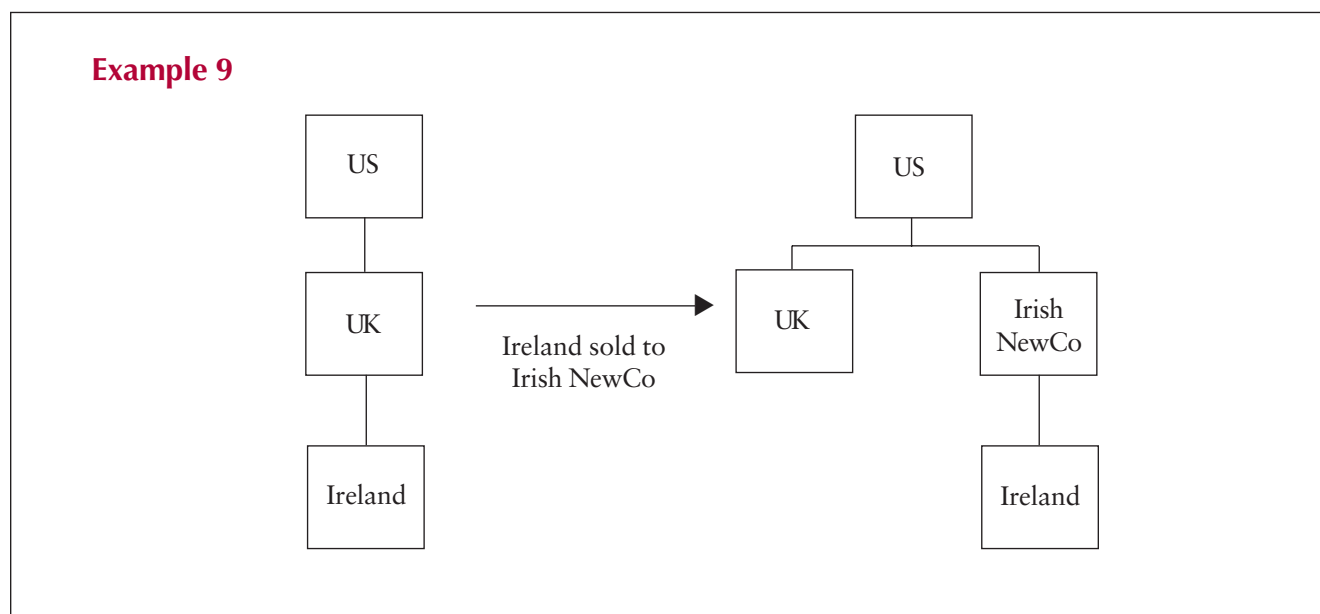 Example 9
US
UK
Ireland
Ireland sold to
Irish NewCo
US
UK
Irish
NewCo
Ireland